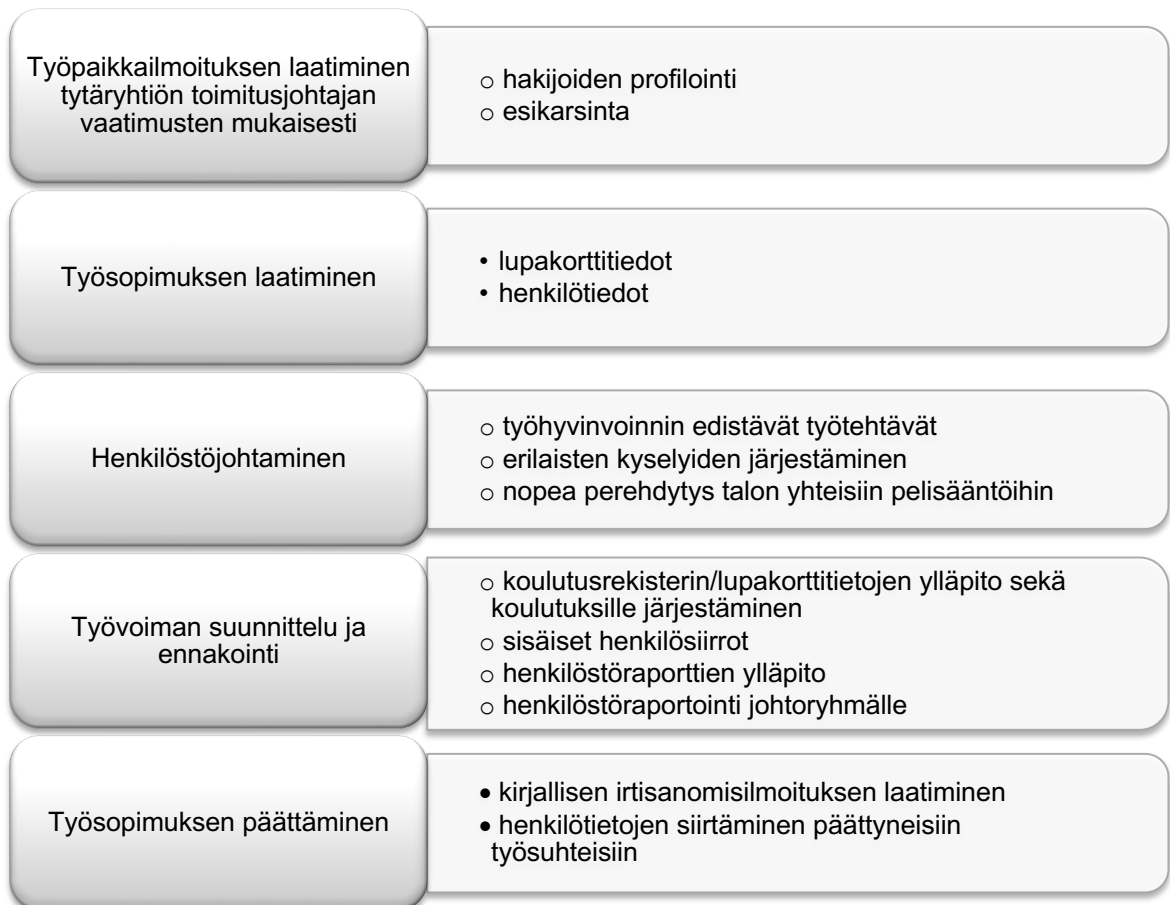 Työpaikkailmoituksen laatiminen
tytäryhtiön toimitusjohtajan
vaatimusten mukaisesti
o hakijoiden profilointi
o esikarsinta
Työsopimuksen laatiminen
• lupakorttitiedot
• henkilötiedot
Henkilöstöjohtaminen
o työhyvinvoinnin edistävät työtehtävät
o erilaisten kyselyiden järjestäminen
o nopea perehdytys talon yhteisiin pelisääntöihin
Työvoiman suunnittelu ja
ennakointi
o koulutusrekisterin/lupakorttitietojen ylläpito sekä
koulutuksille järjestäminen
o sisäiset henkilösiirrot
o henkilöstöraporttien ylläpito
o henkilöstöraportointi johtoryhmälle
Työsopimuksen päättäminen
• kirjallisen irtisanomisilmoituksen laatiminen
• henkilötietojen siirtäminen päättyneisiin
työsuhteisiin